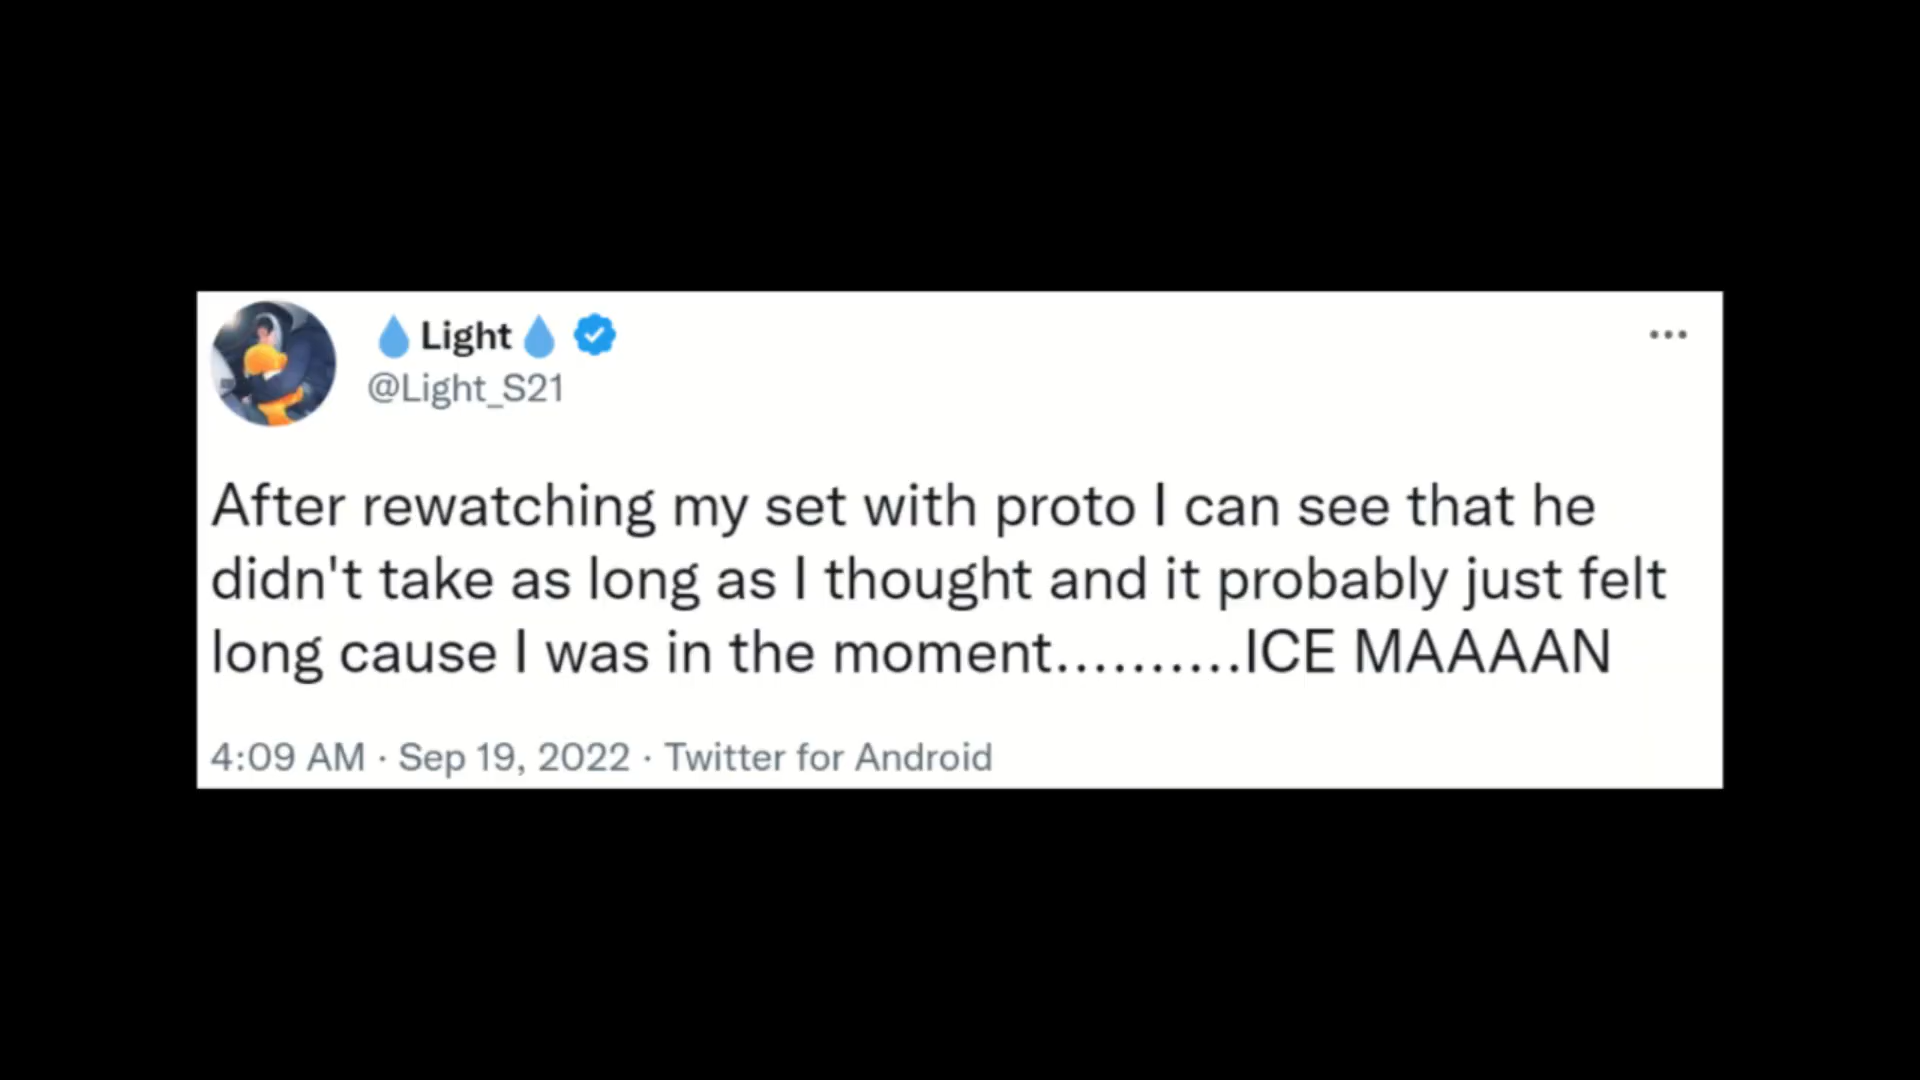 💧Light💧
@Light_S21
After rewatching my set with proto I can see that he
didn't take as long as I thought and it probably just felt
long cause I was in the moment..........ICE MAAAAN
4:09 AM · Sep 19, 2022 · Twitter for Android